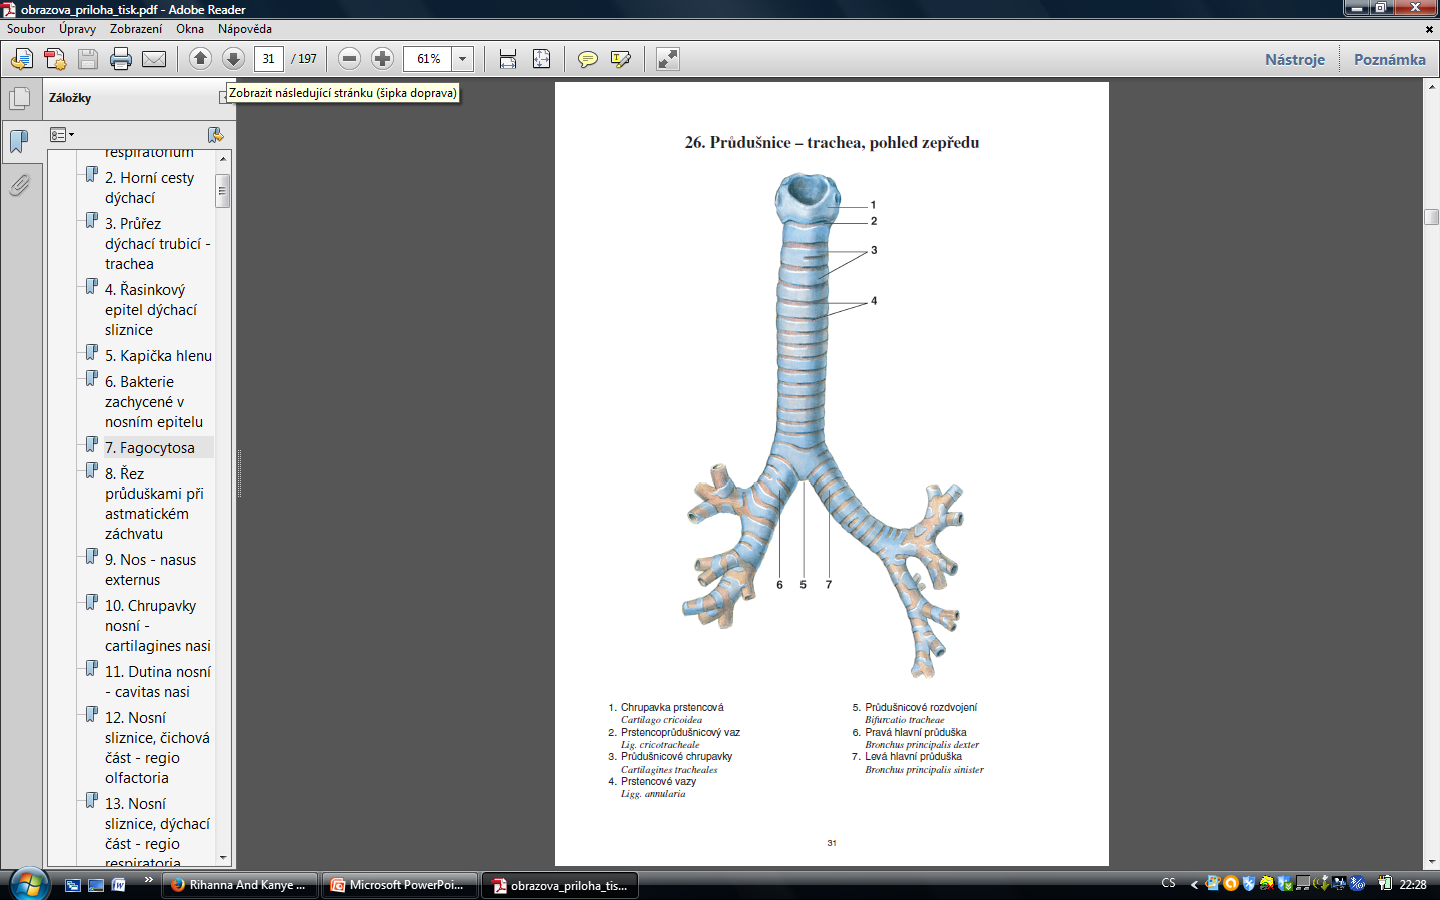 obrazova_priloha_tisk.pdf - Adobe Reader
Soubor Úpravy Zobrazení Okna Nápověda
31 / 197 61% Nástroje Poznámka
Záložky
Zobrazit následující stránku (šipka doprava)
respiratorium
2. Horní cesty
dýchací
3. Průřez
dýchací trubicí -
trachea
4. Řasinkový
epitel dýchací
sliznice
5. Kapička hlenu
6. Bakterie
zachycené v
nosním epitelu
7. Fagocytosa
8. Řez
průduškami při
astmatickém
záchvatu
9. Nos - nasus
externus
10. Chrupavky
nosní -
cartilagines nasi
11. Dutina nosní
- cavitas nasi
12. Nosní
sliznice, čichová
část - regio
olfactoria
13. Nosní
sliznice, dýchací
část - regio
respiratoria
26. Průdušnice – trachea, pohled zepředu
1
2
3
4
6 5 7
1. Chrupavka prstencová
Cartilago cricoidea
2. Prstencoprůdušnicový vaz
Lig. cricotracheale
3. Průdušnicové chrupavky
Cartilagines tracheales
4. Prstencové vazy
Ligg. annularia
5. Průdušnicové rozdvojení
Bifurcatio tracheae
6. Pravá hlavní průduška
Bronchus principalis dexter
7. Levá hlavní průduška
Bronchus principalis sinister
31
Rihanna And Kanye ... Microsoft PowerPoi... obrazova_priloha_tis... CS 22:28